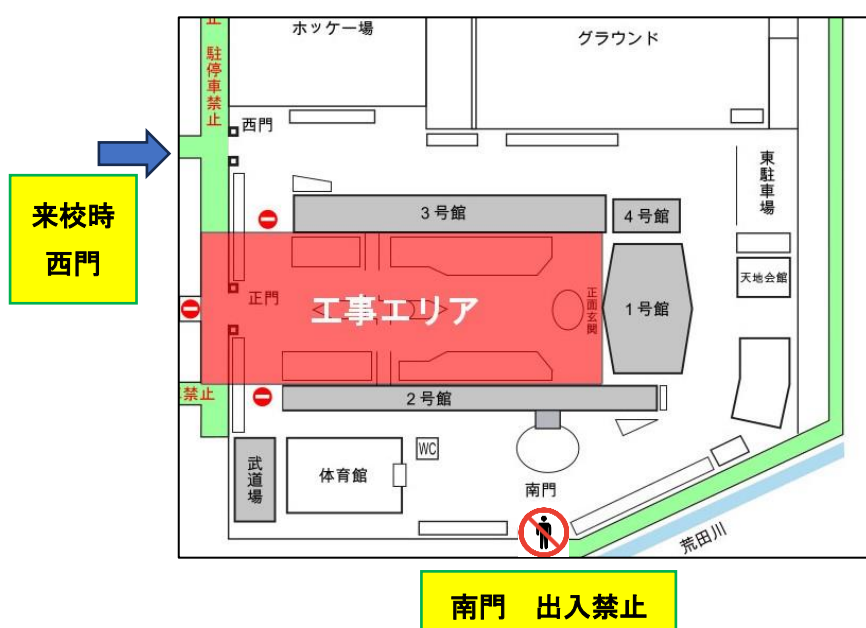 止
駐停車禁止
ホッケー場
グラウンド
西門
東駐車場
来校時
西門
3号館
4号館
正門
工事エリア
正面玄関
1号館
天地会館
禁止
2号館
武道場
体育館
WC
南門
荒田川
南門 出入禁止